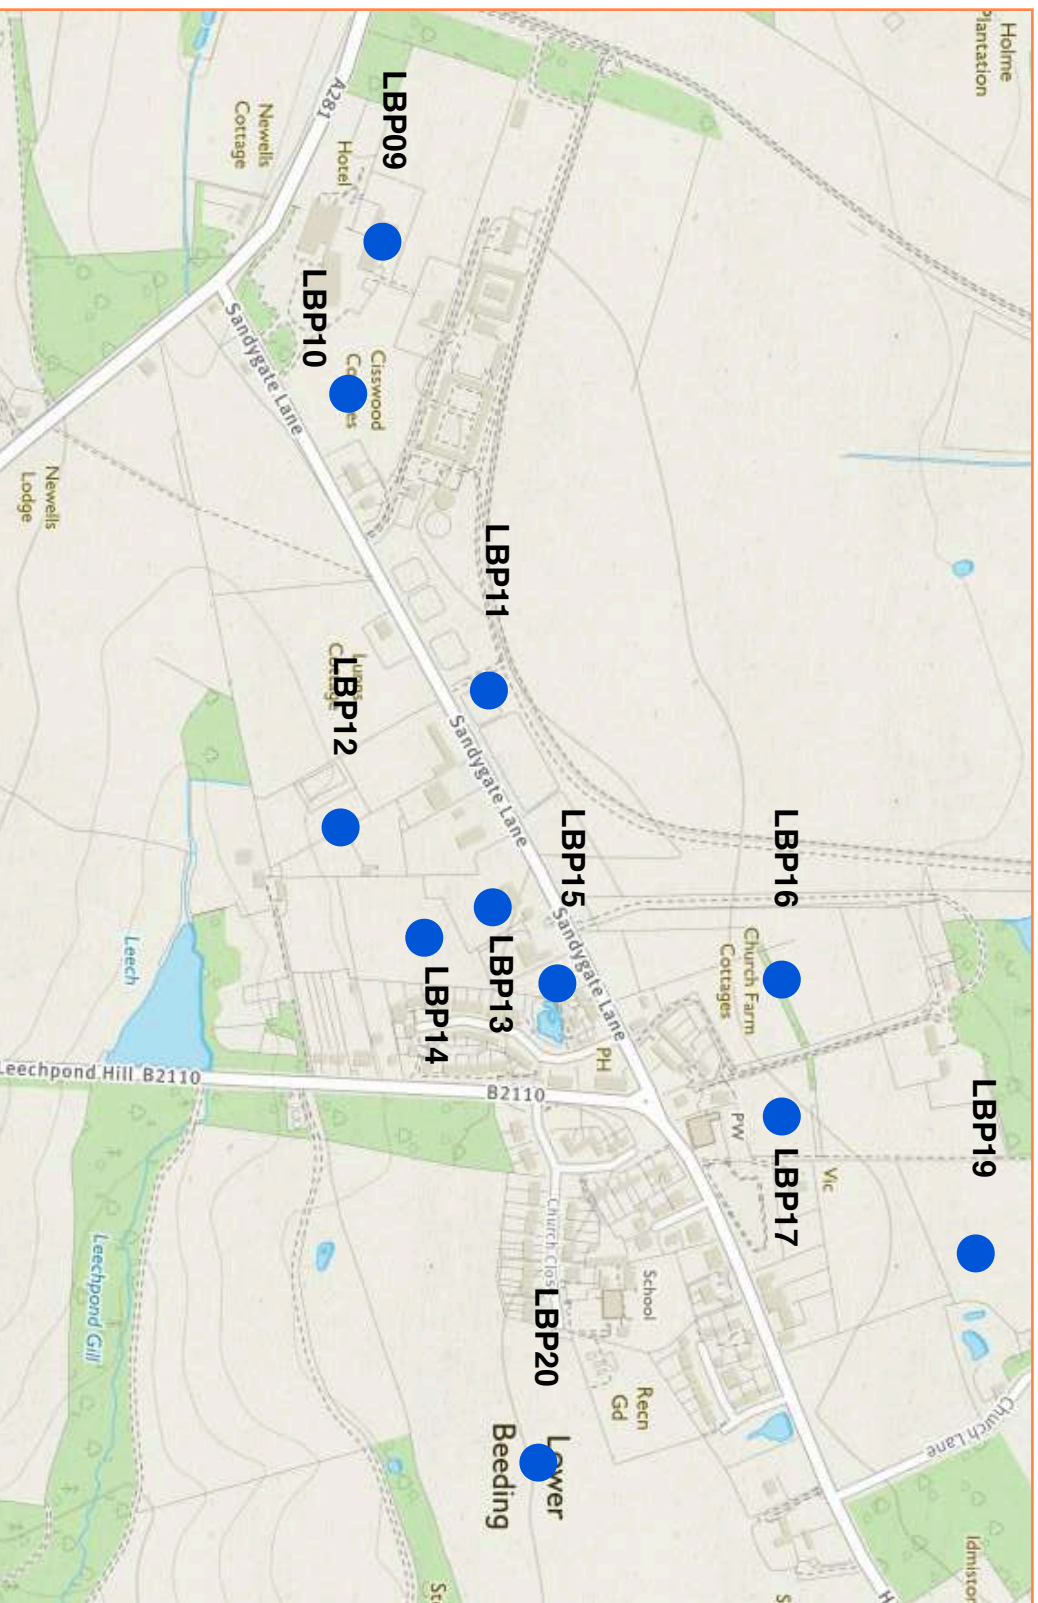 Holme
Plantation
A281
LBP09
Newells
Cottage
Hotel
LBP10
Sandygate Lane
Cisswood
Newells
Lodge
LBP11
LBP12
Sandygate Lane
LBP15
LBP16
Sandygate Lane
Church Farm
Cottages
Leech
LBP13
LBP14
PH
Leechpond Hill B2110
B2110
PW
LBP19
LBP17
Vic
Leechpond Gill
Church Close
School
LBP20
Recn
Gd
Lower
Beeding
Church Lane